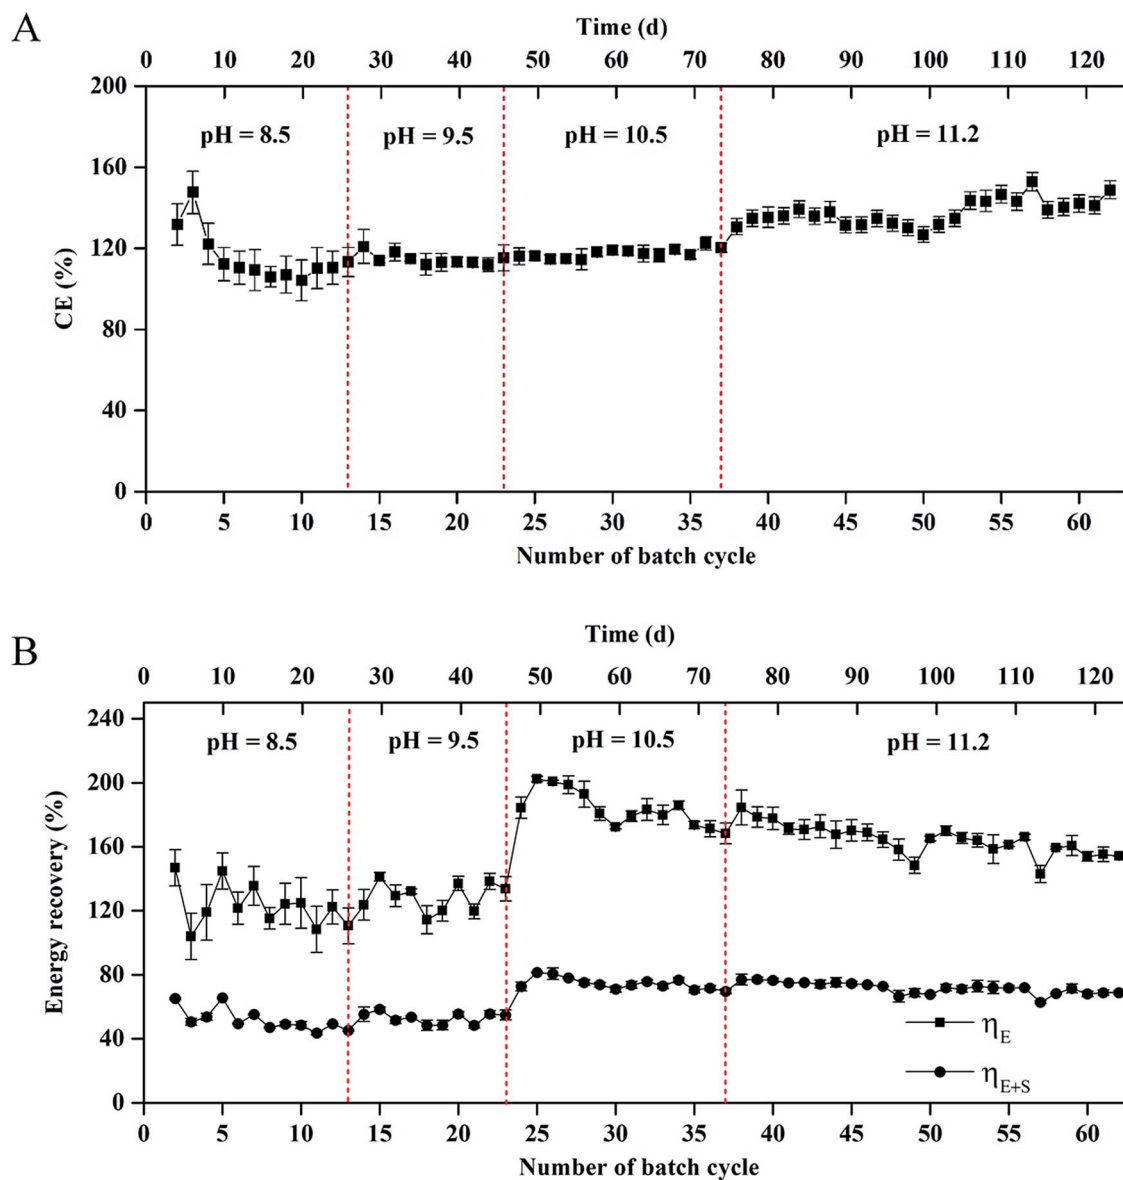 A
Time (d)
0 10 20 30 40 50 60 70 80 90 100 110 120
200
160
120
80
40
0
CE (%)
pH = 8.5 pH = 9.5 pH = 10.5 pH = 11.2
0 5 10 15 20 25 30 35 40 45 50 55 60
Number of batch cycle
B
Time (d)
0 10 20 30 40 50 60 70 80 90 100 110 120
240
200
160
120
80
40
0
Energy recovery (%)
pH = 8.5 pH = 9.5 pH = 10.5 pH = 11.2
ηE
ηE+S
0 5 10 15 20 25 30 35 40 45 50 55 60
Number of batch cycle